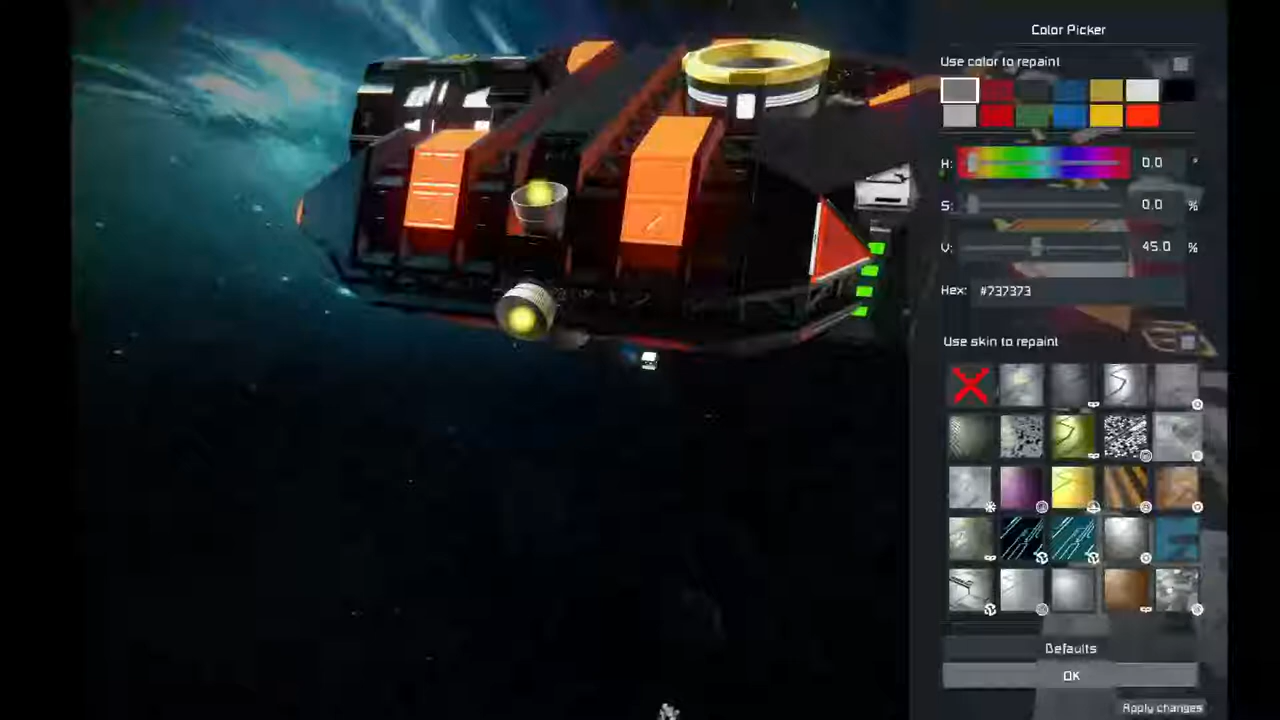 Color Picker
Use color to repaint
H: 0.0 °
S: 0.0 %
V: 45.0 %
Hex: #737373
Use skin to repaint
Defaults
OK
Apply changes